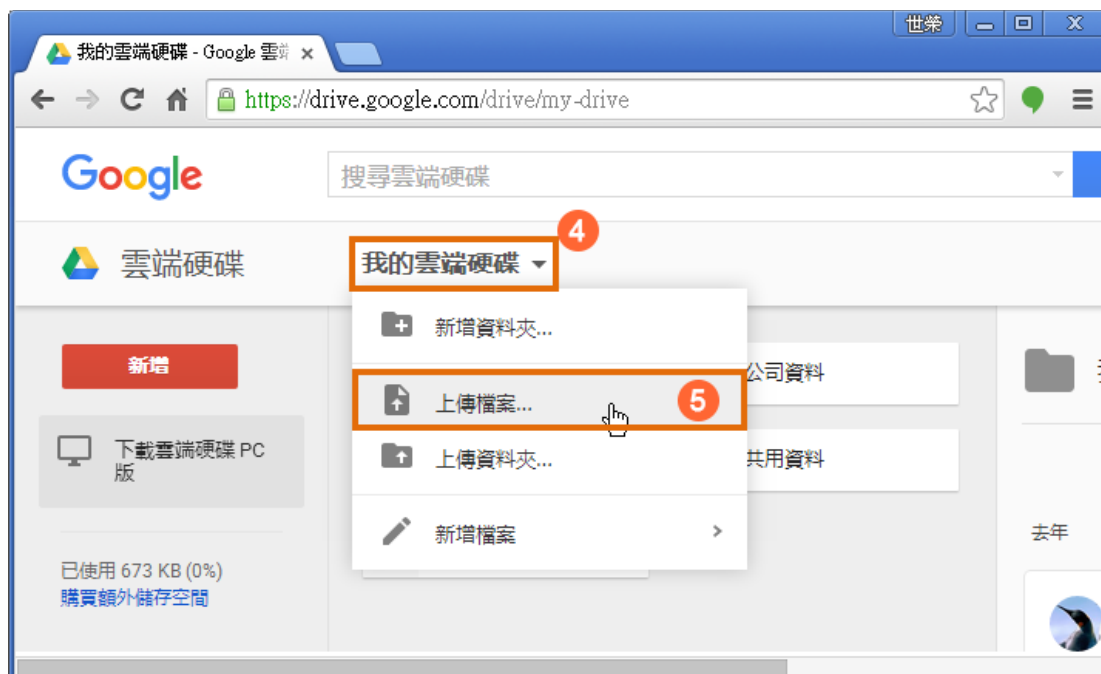 世榮
我的雲端硬碟 - Google 雲端
https://drive.google.com/drive/my-drive
Google
搜尋雲端硬碟
4
雲端硬碟
我的雲端硬碟
新增資料夾...
新增
公司資料
上傳檔案...
5
下載雲端硬碟 PC
版
上傳資料夾...
共用資料
新增檔案
去年
已使用 673 KB (0%)
購買額外儲存空間